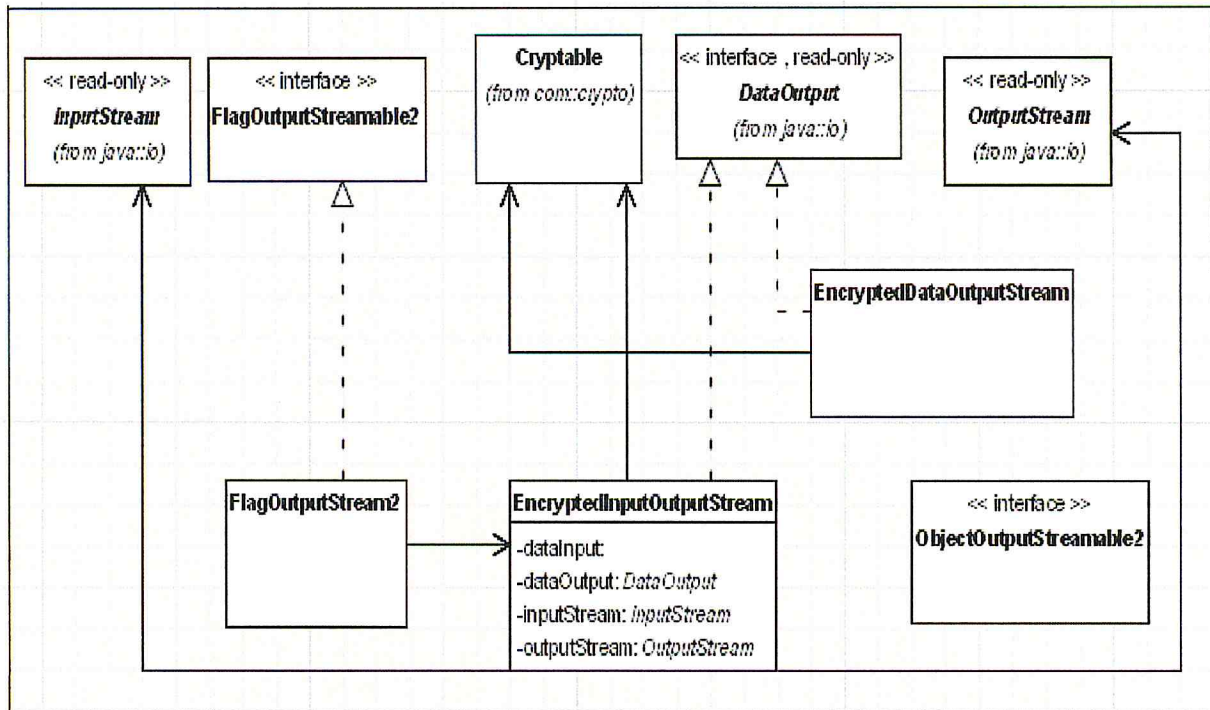 << read-only >>
InputStream
(from java::io)
<< interface >>
FlagOutputStreamable2
Cryptable
(from com::crypto)
<< interface , read-only >>
DataOutput
(from java::io)
<< read-only >>
OutputStream
(from java::io)
EncryptedDataOutputStream
FlagOutputStream2
EncryptedInputOutputStream
-dataInput:
-dataOutput: DataOutput
-inputStream: InputStream
-outputStream: OutputStream
<< interface >>
ObjectOutputStreamable2